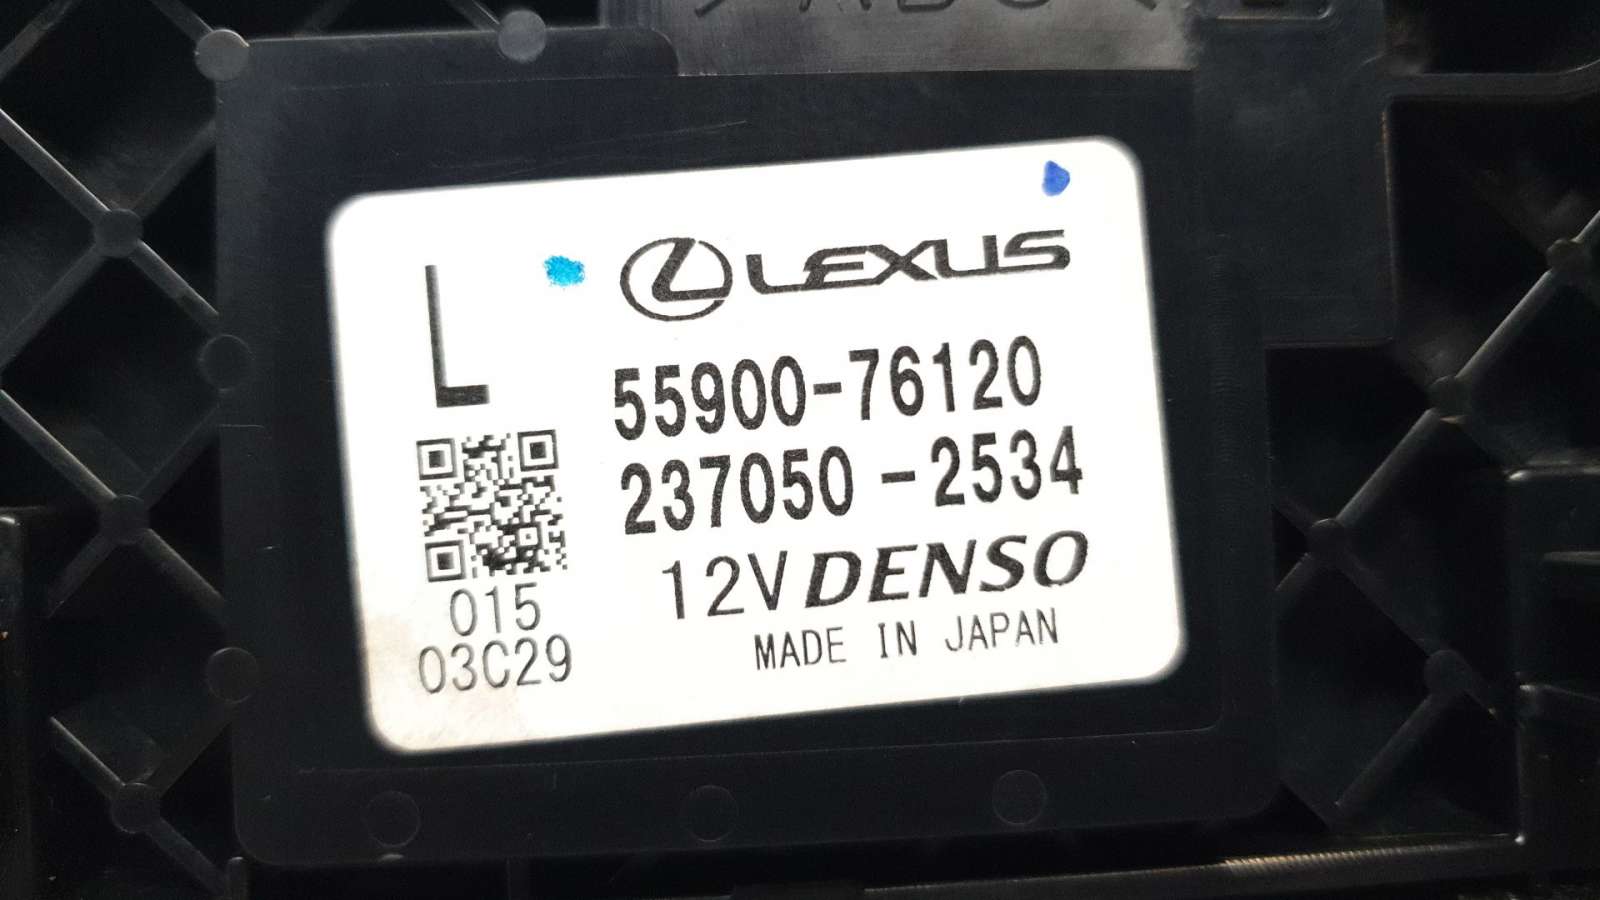 LEXUS
L
55900-76120
237050-2534
12V DENSO
MADE IN JAPAN
015
03C29